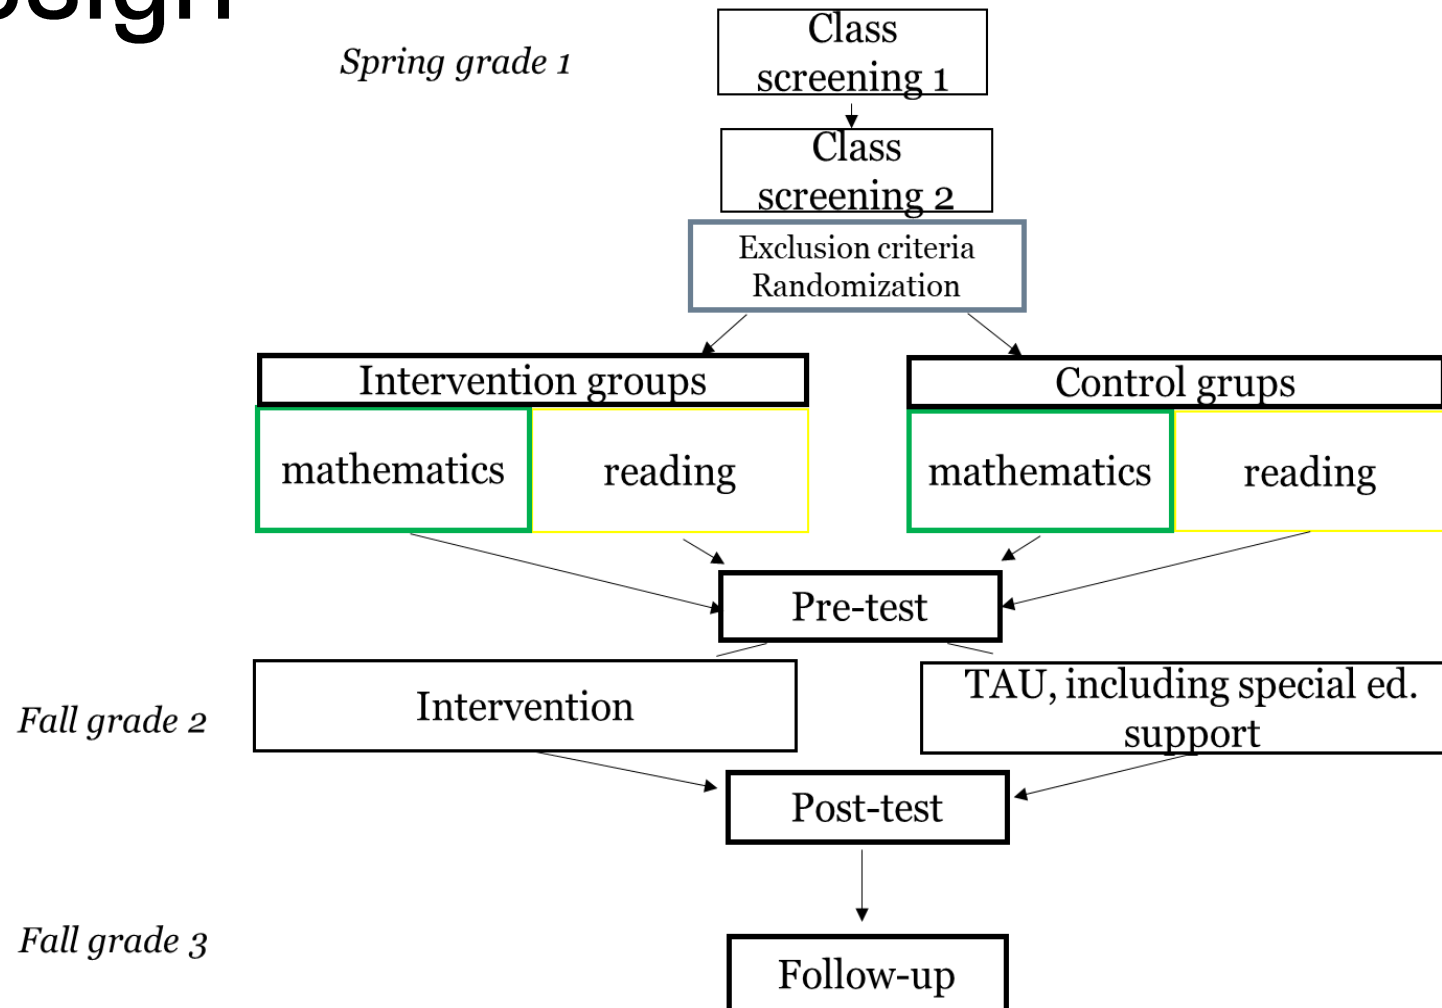 Spring grade 1
Class
screening 1
Class
screening 2
Exclusion criteria
Randomization
Intervention groups
Control grups
mathematics
reading
mathematics
reading
Pre-test
Fall grade 2
Intervention
TAU, including special ed.
support
Post-test
Fall grade 3
Follow-up